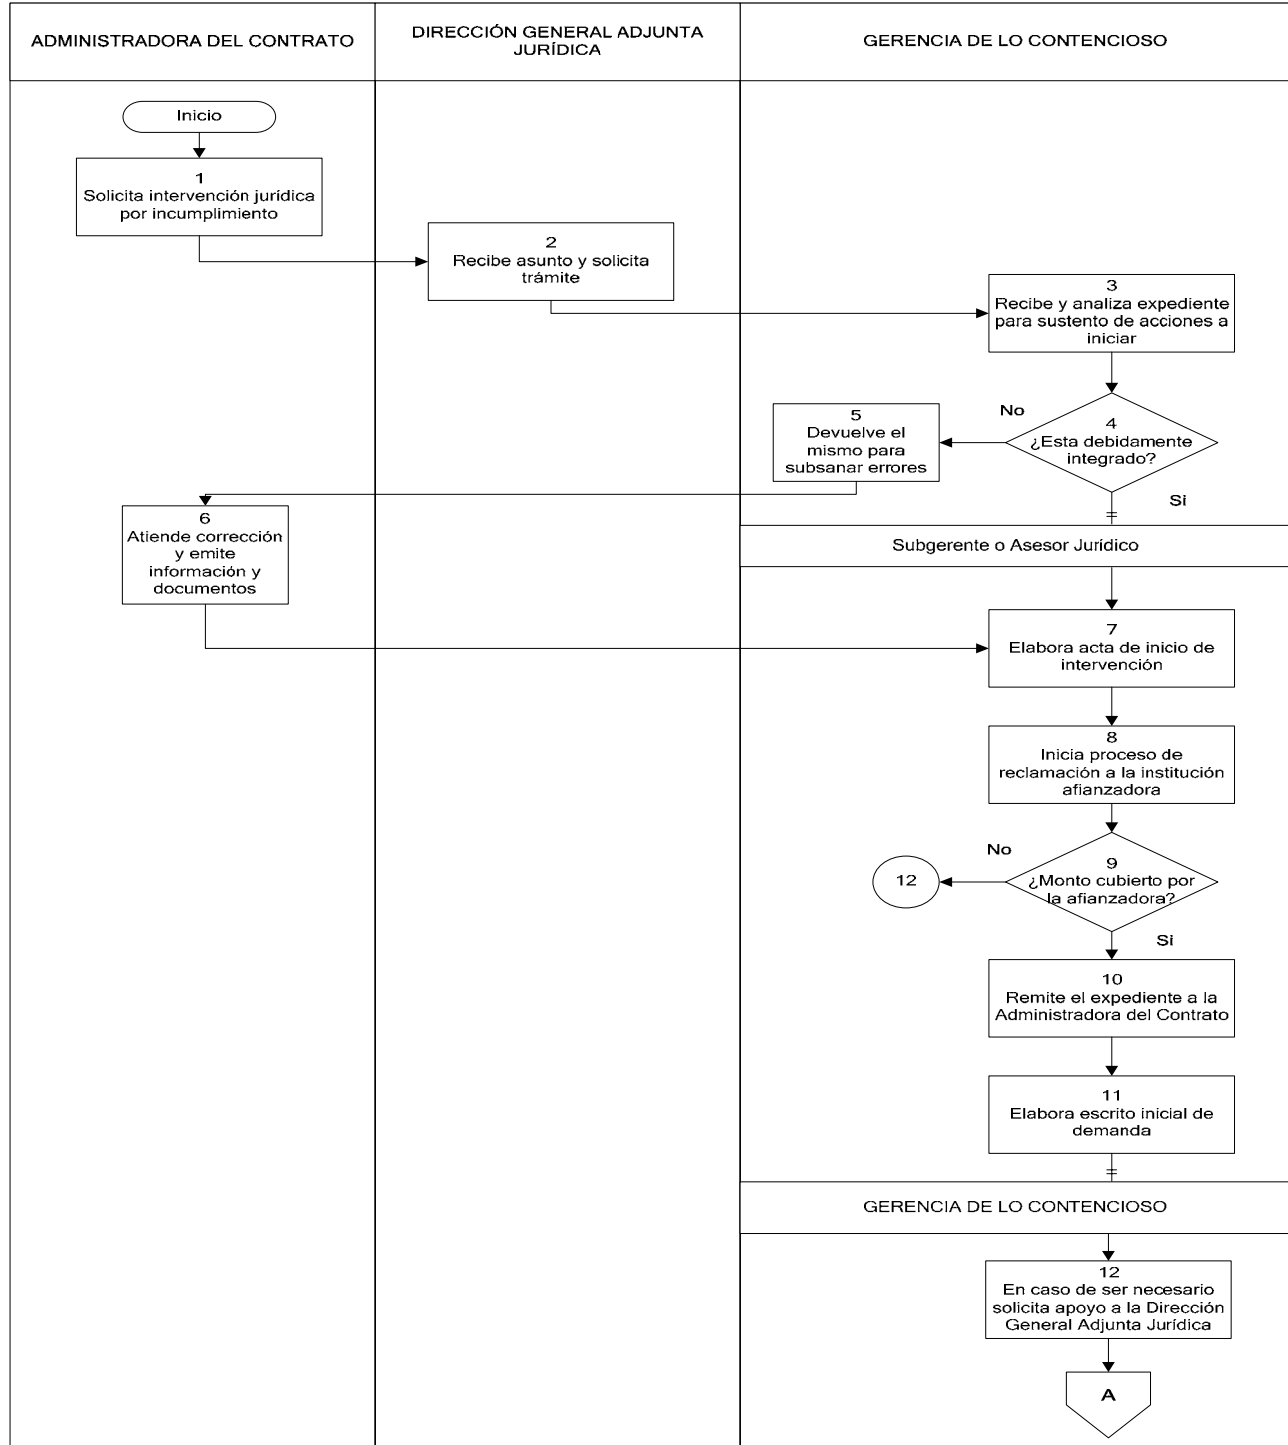 ADMINISTRADORA DEL CONTRATO
DIRECCIÓN GENERAL ADJUNTA
JURÍDICA
GERENCIA DE LO CONTENCIOSO
Inicio
1
Solicita intervención jurídica
por incumplimiento
2
Recibe asunto y solicita
trámite
3
Recibe y analiza expediente
para sustento de acciones a
iniciar
No
4
¿Esta debidamente
integrado?
Si
5
Devuelve el
mismo para
subsanar errores
6
Atiende corrección
y emite
información y
documentos
Subgerente o Asesor Jurídico
7
Elabora acta de inicio de
intervención
8
Inicia proceso de
reclamación a la institución
afianzadora
No
9
¿Monto cubierto por
la afianzadora?
12
Si
10
Remite el expediente a la
Administradora del Contrato
11
Elabora escrito inicial de
demanda
GERENCIA DE LO CONTENCIOSO
12
En caso de ser necesario
solicita apoyo a la Dirección
General Adjunta Jurídica
A